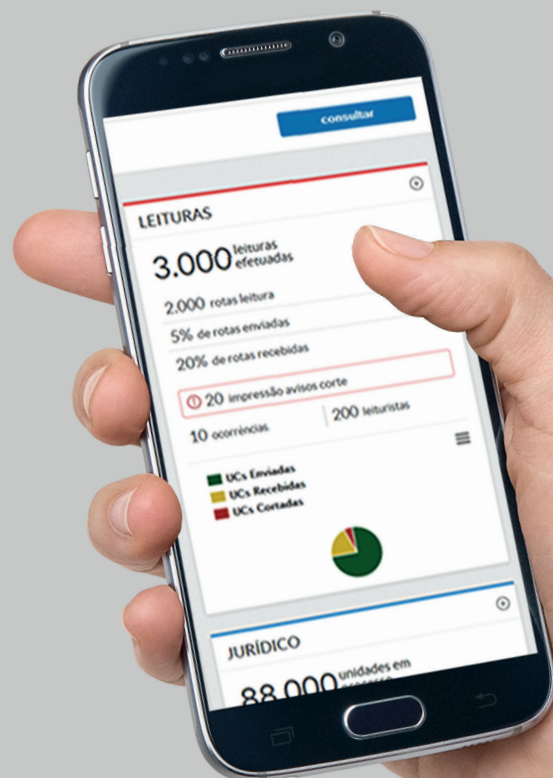 consultar
LEITURAS
3.000 leituras efetuadas
2.000 rotas leitura
5% de rotas enviadas
20% de rotas recebidas
20 impressão avisos corte
10 ocorrências 200 leituristas
UCs Enviadas
UCs Recebidas
UCs Cortadas
JURÍDICO
88.000 unidades em